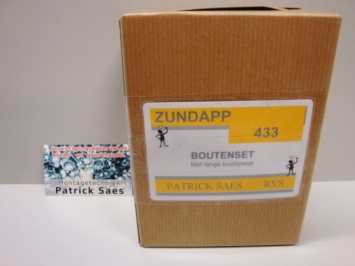 ZUNDAPP
433
BOUTENSET
Met lange buddyseat
PATRICK SAES RVS
Montagetechniek
Patrick Saes